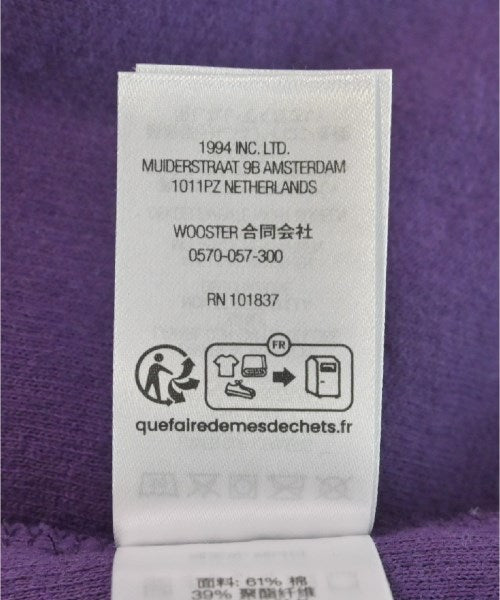 1994 INC. LTD.
MUIDERSTRAAT 9B AMSTERDAM
1011PZ NETHERLANDS
WOOSTER 合同会社
0570-057-300
RN 101837
FR
quefairedemesdechets.fr
面料: 61% 棉
39% 聚酯纤维